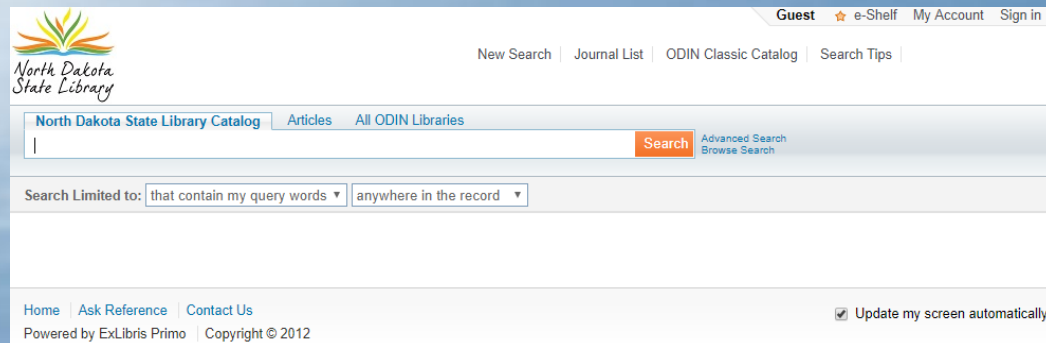 Guest e-Shelf My Account Sign in
North Dakota
State Library
New Search Journal List ODIN Classic Catalog Search Tips
North Dakota State Library Catalog Articles All ODIN Libraries
Search
Advanced Search
Browse Search
Search Limited to: that contain my query words anywhere in the record
Home Ask Reference Contact Us
Update my screen automatically
Powered by ExLibris Primo Copyright © 2012